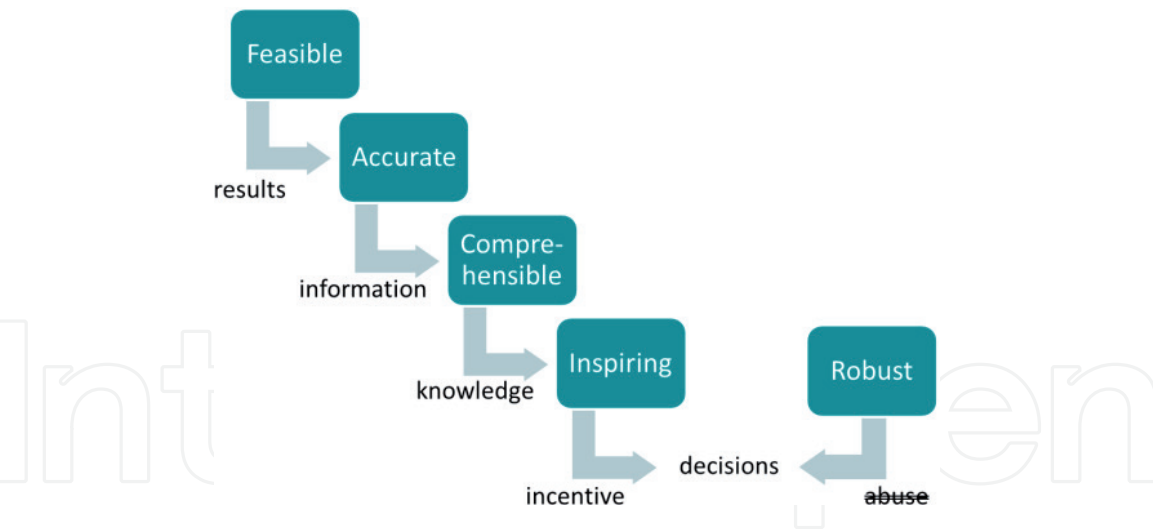 Feasible
results
Accurate
information
Compre-
hensible
knowledge
Inspiring
incentive
decisions
Robust
abuse